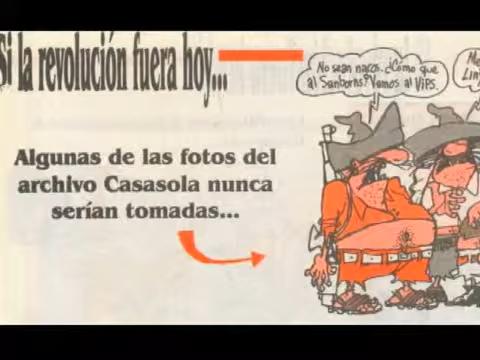 Si la revolución fuera hoy...
No sean nacos. ¿Cómo que
al Sanborns? Vamos al ViPS.
Algunas de las fotos del
archivo Casasola nunca
serían tomadas...